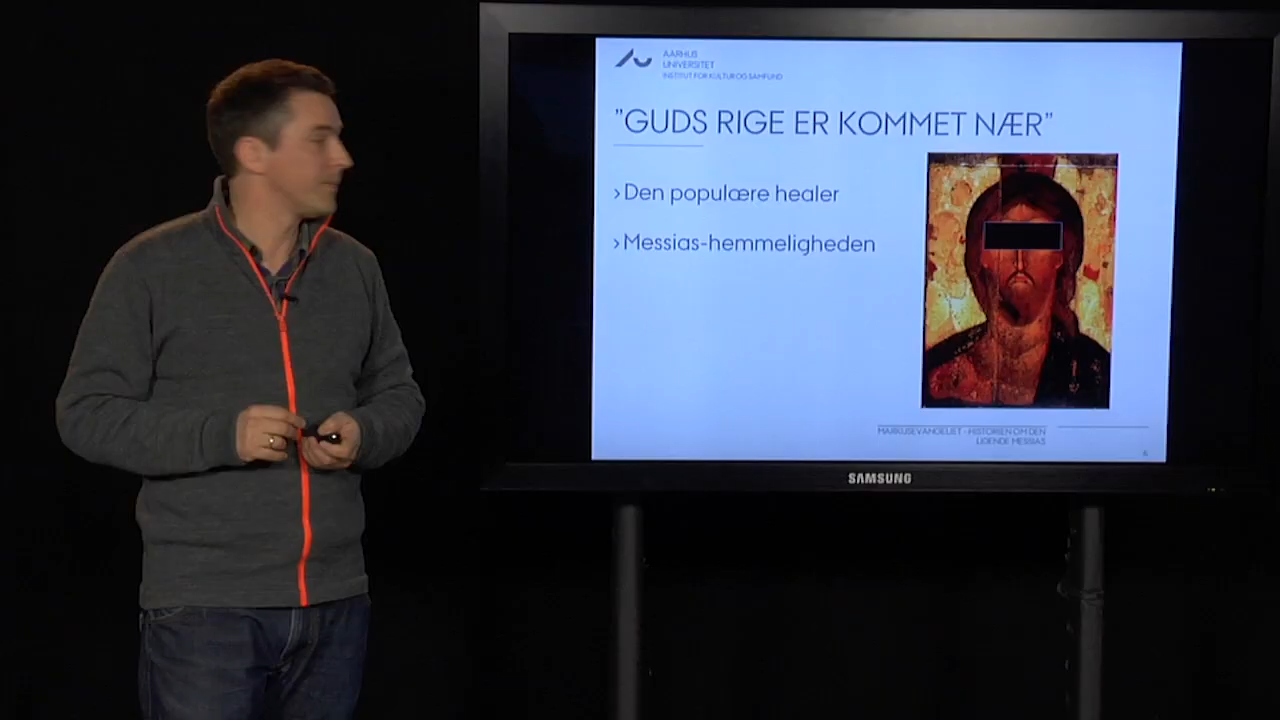 AARHUS
UNIVERSITET
INSTITUT FOR KULTUR OG SAMFUND
"GUDS RIGE ER KOMMET NÆR"
› Den populære healer
› Messias-hemmeligheden
MARKUSEVANGELIET - HISTORIEN OM DEN
LIDENDE MESSIAS
6
SAMSUNG